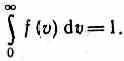 ∫₀^∞ f (v) dv = 1.